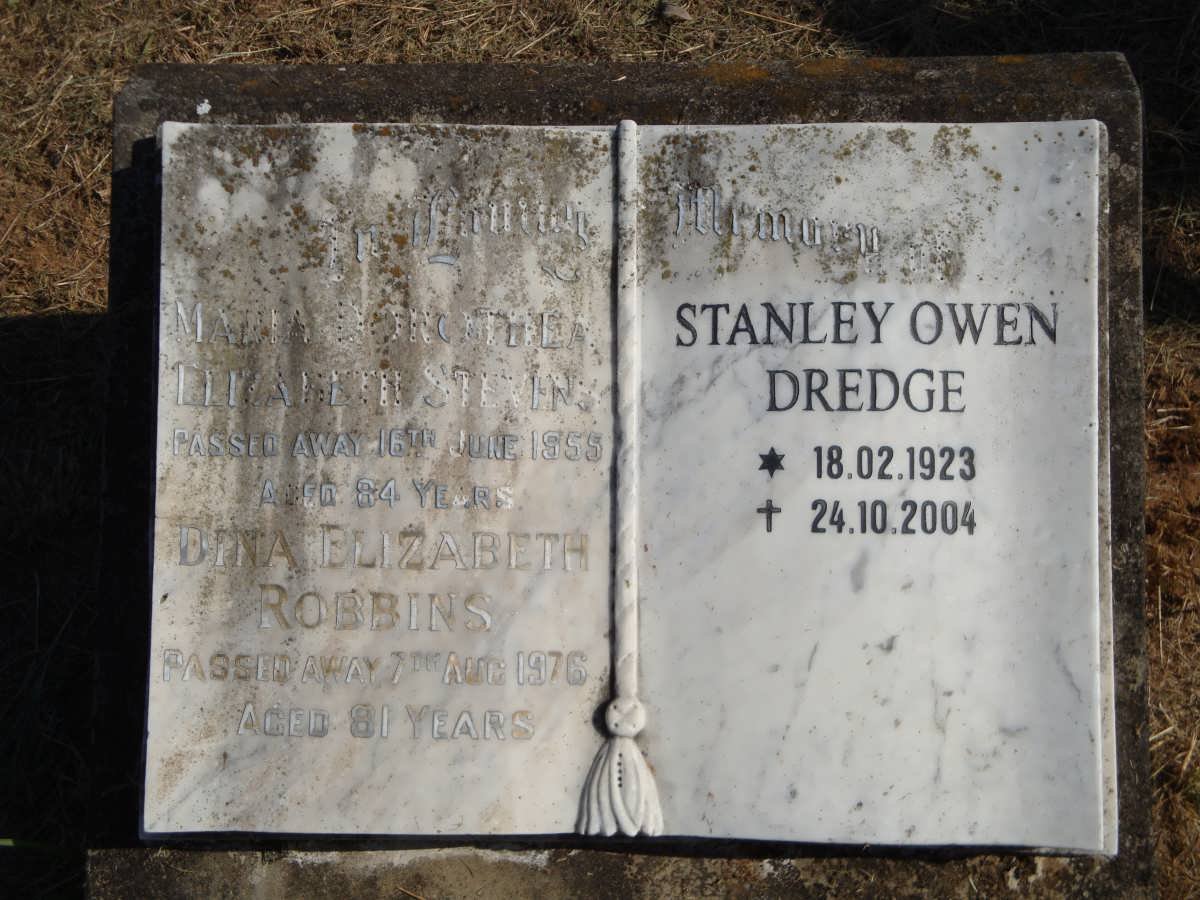 In Loving Memory of
MARIA DOROTHEA
ELIZABETH STEVENS
PASSED AWAY 16TH JUNE 1955
AGED 84 YEARS.
DINA ELIZABETH
ROBBINS
PASSED AWAY 7TH AUG 1976
AGED 81 YEARS
STANLEY OWEN
DREDGE
18.02.1923
24.10.2004